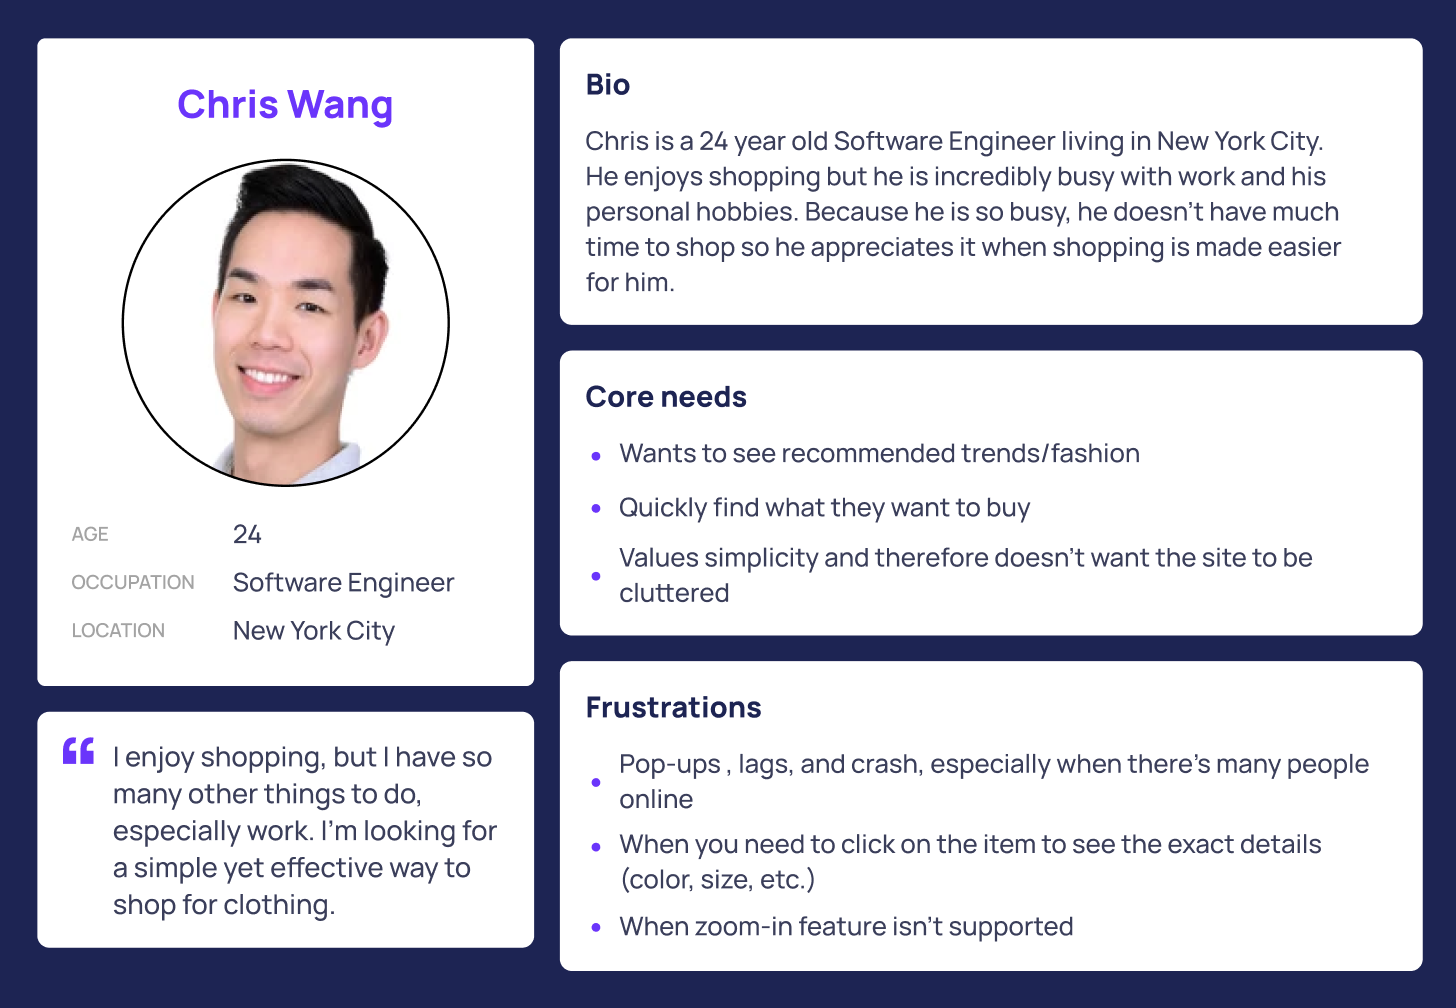 Chris Wang
AGE 24
OCCUPATION Software Engineer
LOCATION New York City
“ I enjoy shopping, but I have so
many other things to do,
especially work. I’m looking for
a simple yet effective way to
shop for clothing.
Bio
Chris is a 24 year old Software Engineer living in New York City.
He enjoys shopping but he is incredibly busy with work and his
personal hobbies. Because he is so busy, he doesn’t have much
time to shop so he appreciates it when shopping is made easier
for him.
Core needs
• Wants to see recommended trends/fashion
• Quickly find what they want to buy
• Values simplicity and therefore doesn’t want the site to be
cluttered
Frustrations
• Pop-ups , lags, and crash, especially when there’s many people
online
• When you need to click on the item to see the exact details
(color, size, etc.)
• When zoom-in feature isn’t supported